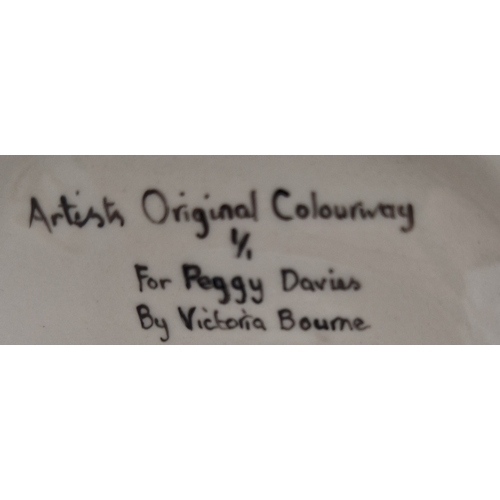 Artists Original Colourway
1/1
For Peggy Davies
By Victoria Bourne